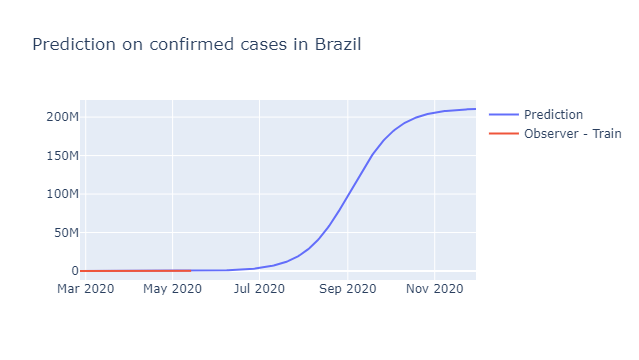 Prediction on confirmed cases in Brazil
200M
150M
100M
50M
0
Mar 2020 May 2020 Jul 2020 Sep 2020 Nov 2020
Prediction
Observer - Train